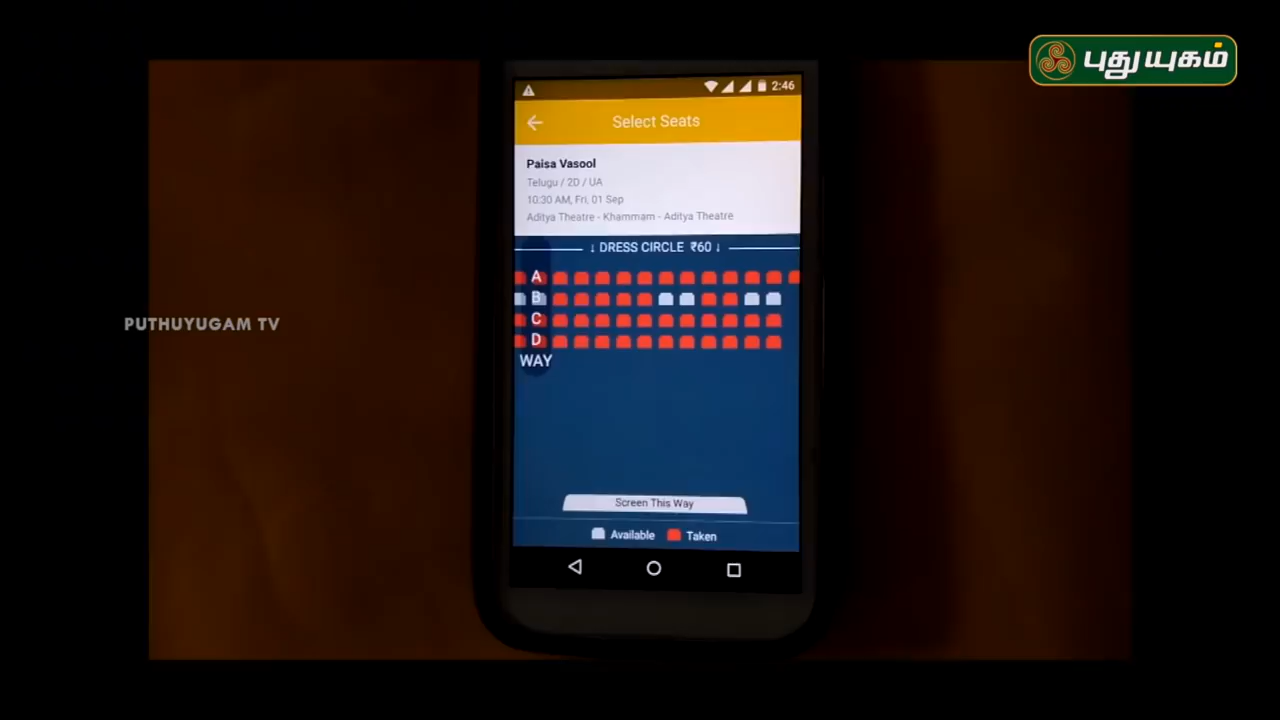 புதுயுகம்
2:46
Select Seats
Paisa Vasool
Telugu / 2D / UA
10:30 AM, Fri, 01 Sep
Aditya Theatre - Khammam - Aditya Theatre
↓ DRESS CIRCLE ₹60 ↓
A
B
C
D
WAY
PUTHUYUGAM TV
Screen This Way
Available Taken